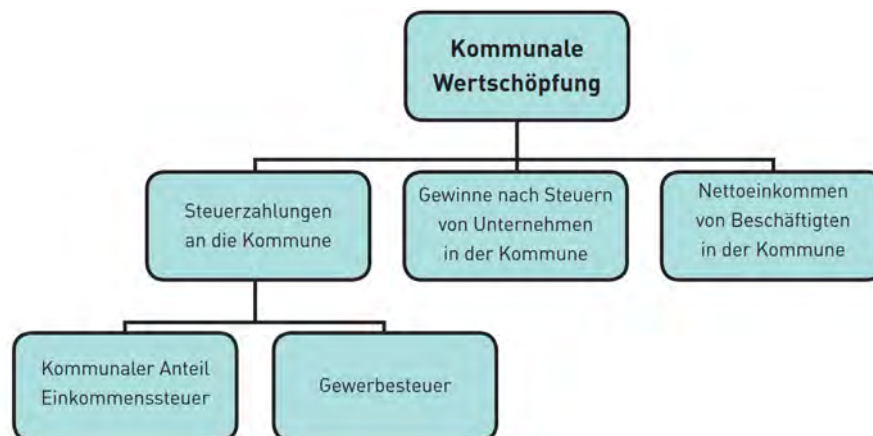 Kommunale
Wertschöpfung
Steuerzahlungen
an die Kommune
Gewinne nach Steuern
von Unternehmen
in der Kommune
Nettoeinkommen
von Beschäftigten
in der Kommune
Kommunaler Anteil
Einkommenssteuer
Gewerbesteuer